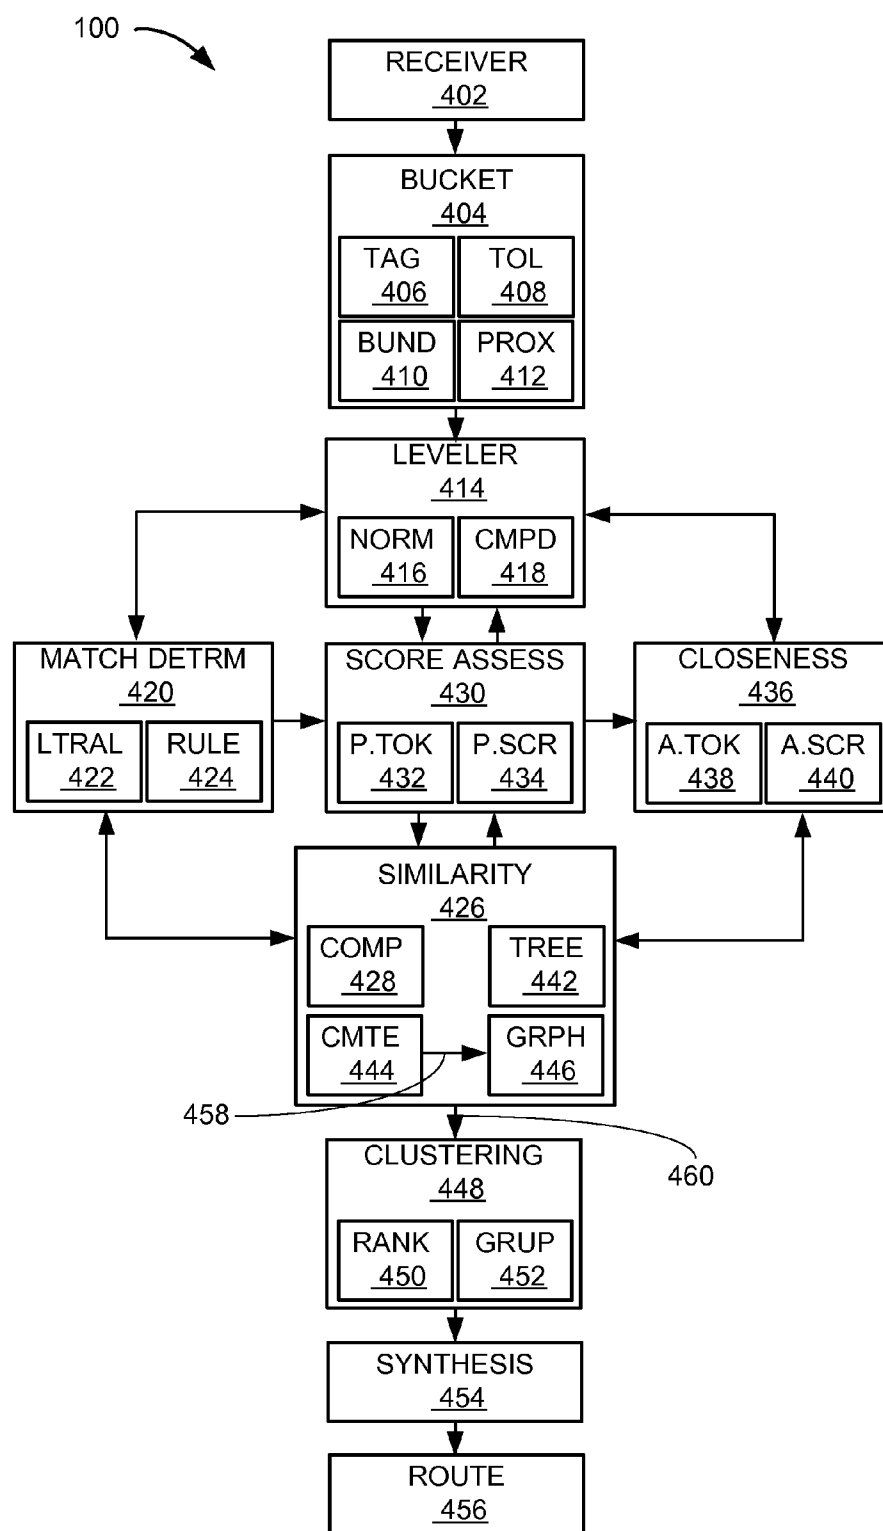 100
RECEIVER
402
BUCKET
404
TAG TOL
406 408
BUND PROX
410 412
LEVELER
414
NORM CMPD
416 418
MATCH DETRM SCORE ASSESS CLOSENESS
420 430 436
LTRAL RULE P.TOK P.SCR A.TOK A.SCR
422 424 432 434 438 440
SIMILARITY
426
COMP TREE
428 442
CMTE GRPH
444 446
458
460
CLUSTERING
448
RANK GRUP
450 452
SYNTHESIS
454
ROUTE
456